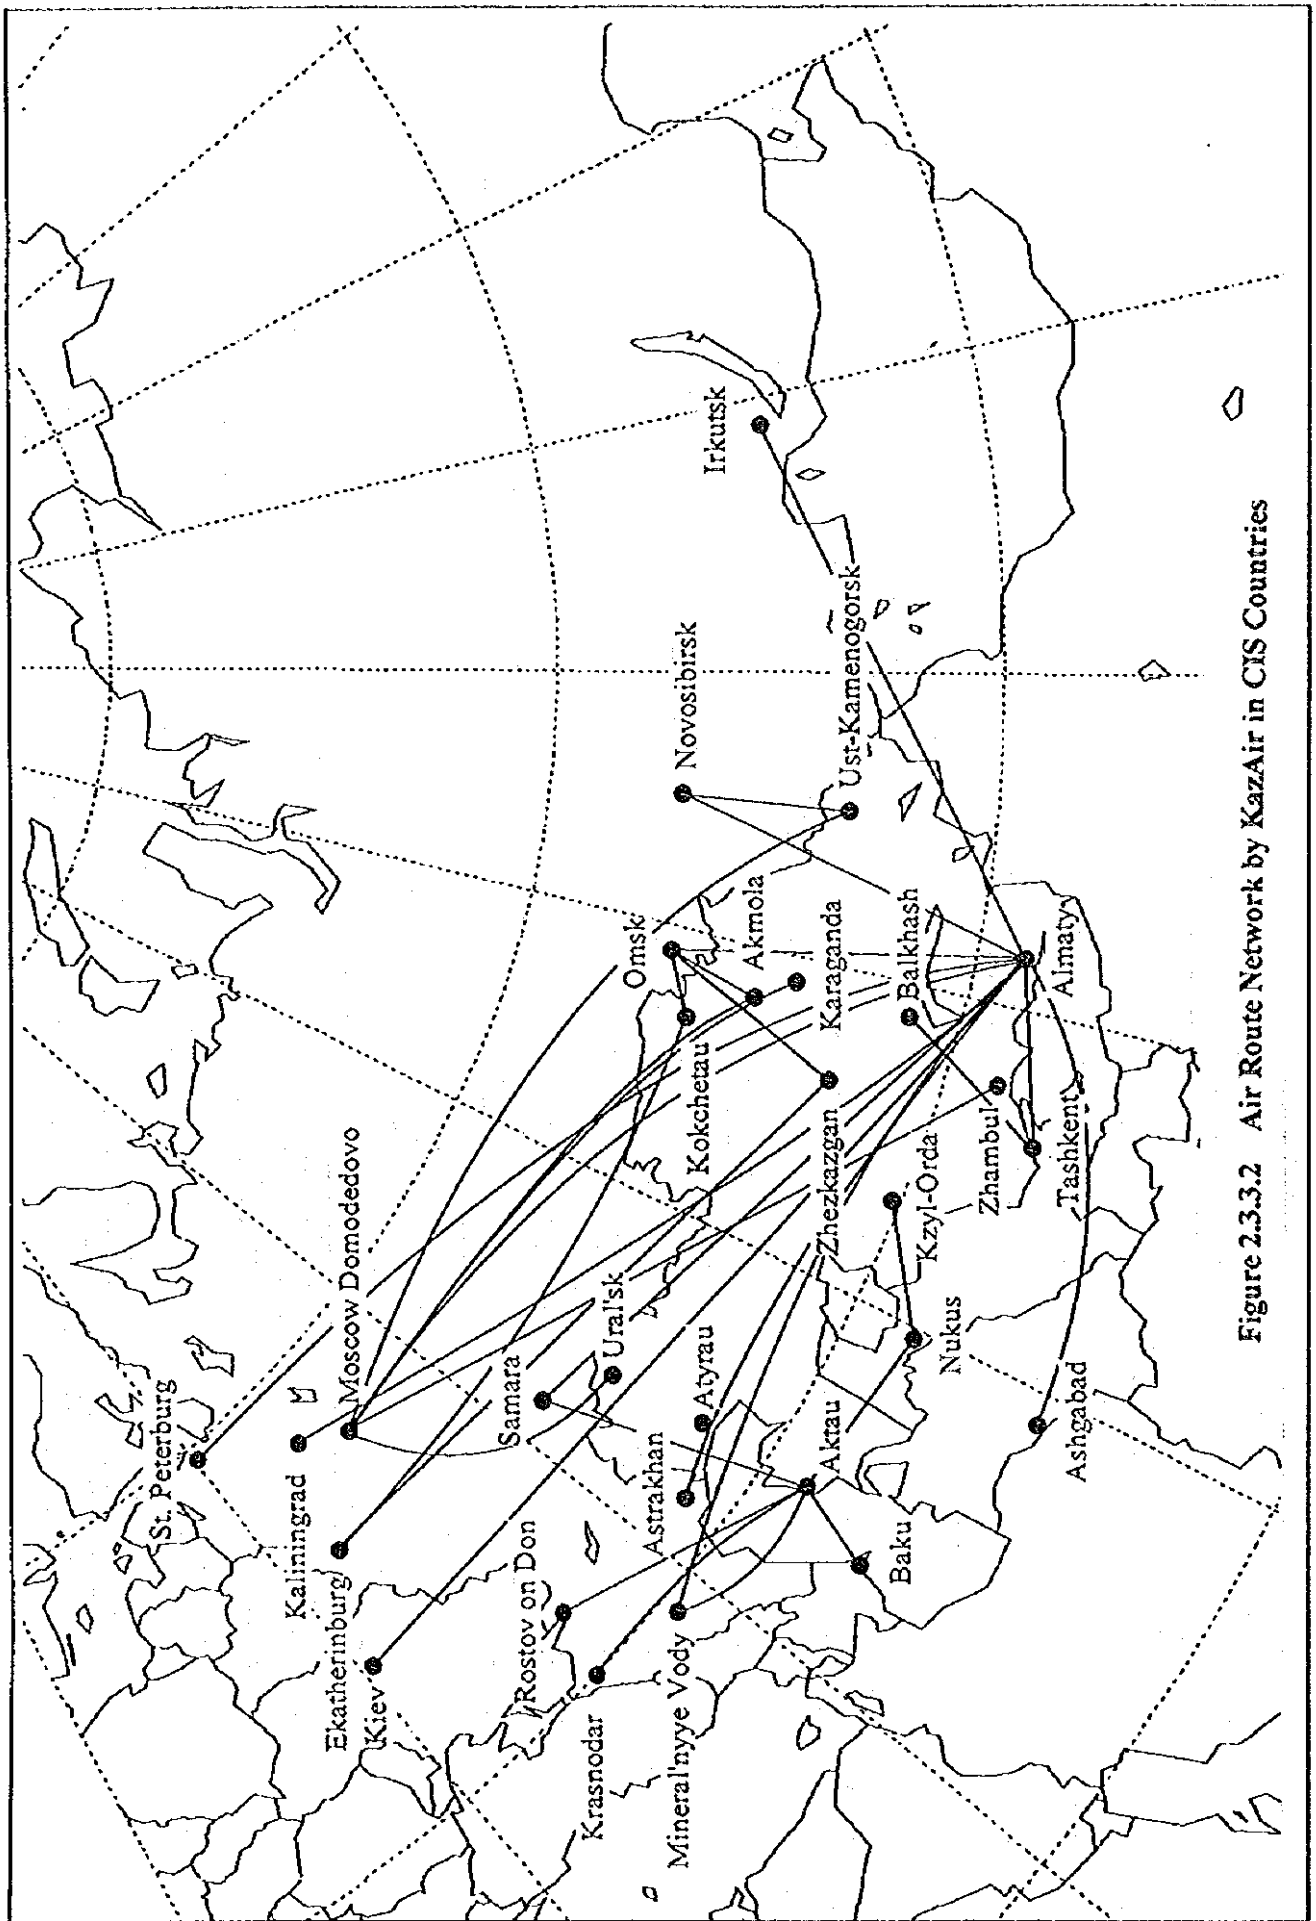 St. Peterburg
Kaliningrad
Moscow Domodedovo
Ekatherinburg
Kiev
Samara
Rostov on Don
Ural'sk
Krasnodar
Astrakhan
Atyrau
Mineral'nyye Vody
Omsk
Novosibirsk
Irkutsk
Kokchetau
Akmola
Karaganda
Ust-Kamenogorsk
Zhezkazgan
Balkhash
Aktau
Kzyl-Orda
Baku
Nukus
Zhambul
Almaty
Tashkent
Ashgabad
Figure 2.3.3.2 Air Route Network by KazAir in CIS Countries